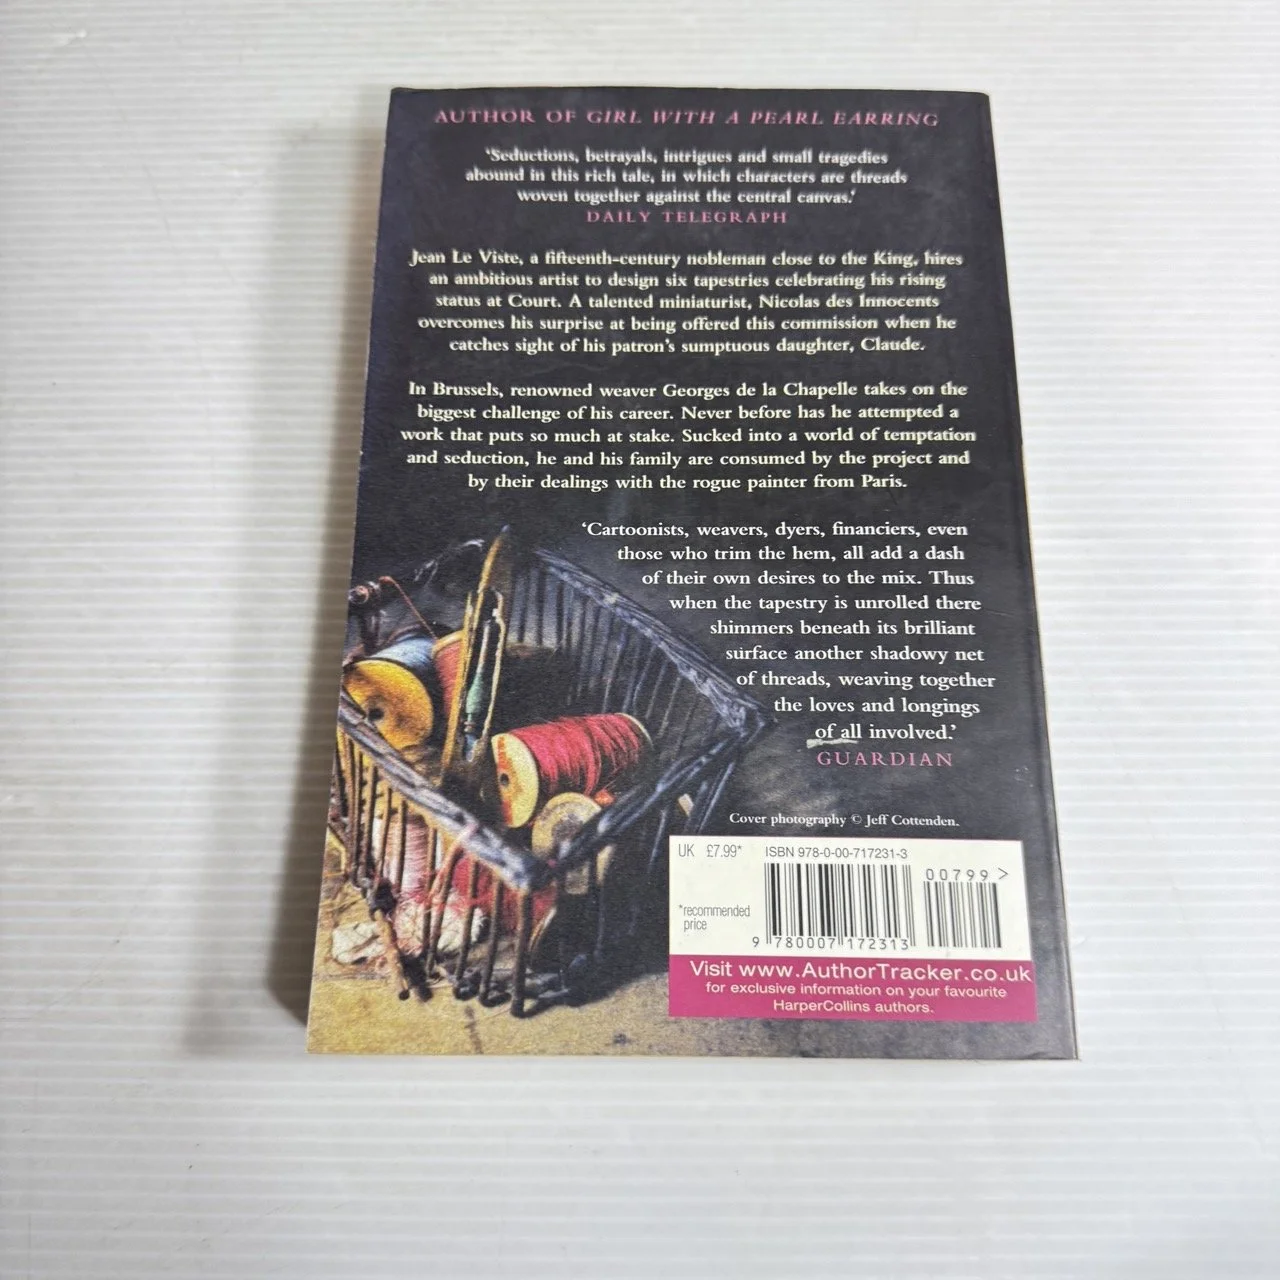 AUTHOR OF GIRL WITH A PEARL EARRING
‘Seductions, betrayals, intrigues and small tragedies
abound in this rich tale, in which characters are threads
woven together against the central canvas.’
DAILY TELEGRAPH
Jean Le Viste, a fifteenth-century nobleman close to the King, hires
an ambitious artist to design six tapestries celebrating his rising
status at Court. A talented miniaturist, Nicolas des Innocents
overcomes his surprise at being offered this commission when he
catches sight of his patron’s sumptuous daughter, Claude.
In Brussels, renowned weaver Georges de la Chapelle takes on the
biggest challenge of his career. Never before has he attempted a
work that puts so much at stake. Sucked into a world of temptation
and seduction, he and his family are consumed by the project and
by their dealings with the rogue painter from Paris.
‘Cartoonists, weavers, dyers, financiers, even
those who trim the hem, all add a dash
of their own desires to the mix. Thus
when the tapestry is unrolled there
shimmers beneath its brilliant
surface another shadowy net
of threads, weaving together
the loves and longings
of all involved.’
GUARDIAN
Cover photography © Jeff Cottenden.
UK £7.99* ISBN 978-0-00-717231-3
00799 >
*recommended
price
9 780007 172313
Visit www.AuthorTracker.co.uk
for exclusive information on your favourite
HarperCollins authors.